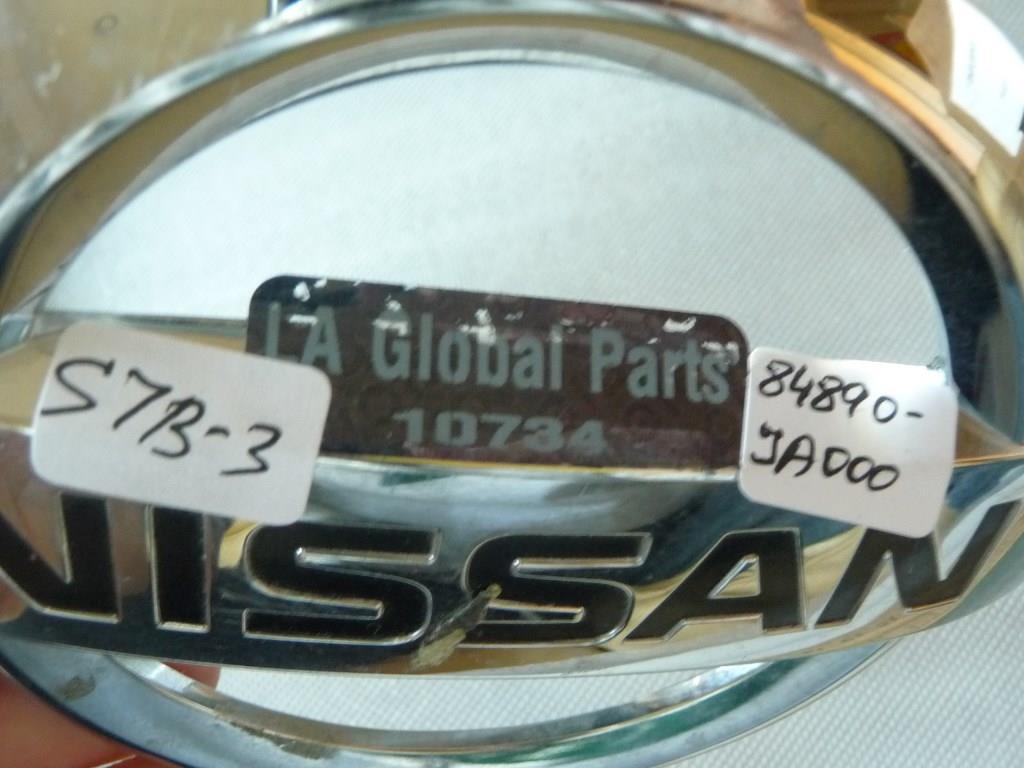 LA Global Parts
10734
S7B-3
84890-
JA000
NISSAN